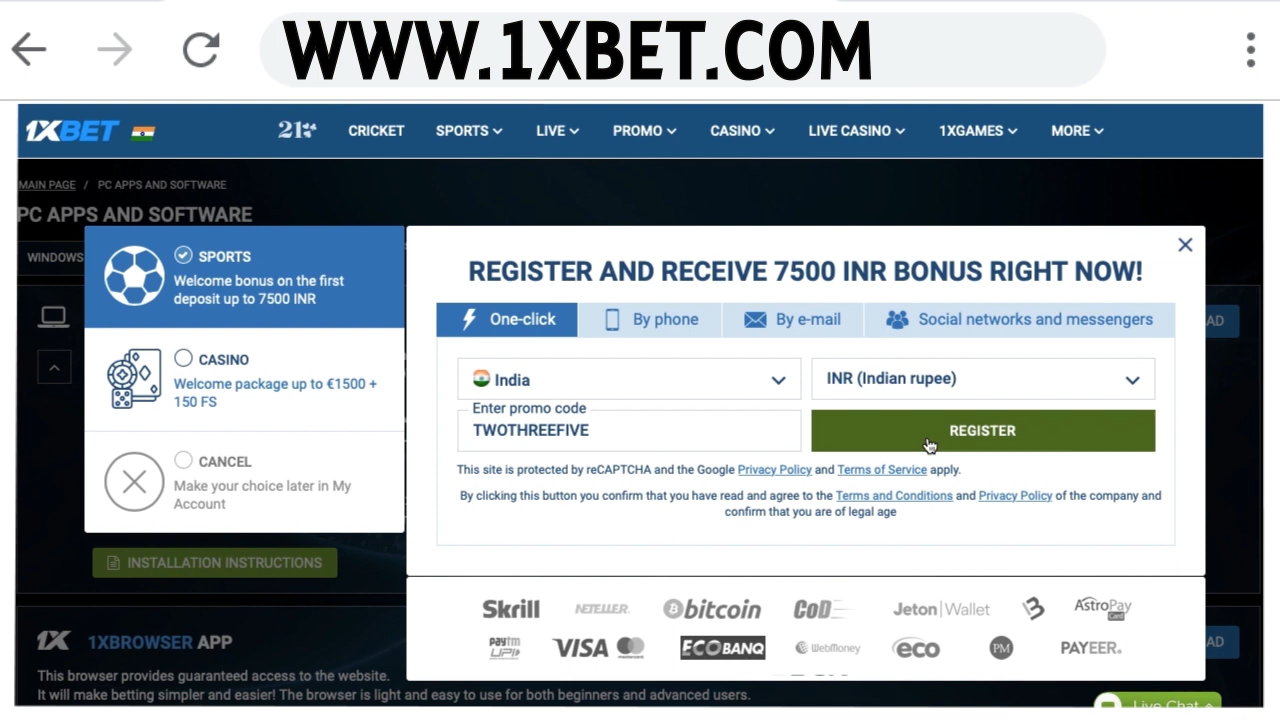 WWW.1XBET.COM
1XBET
21 CRICKET SPORTS LIVE PROMO CASINO LIVE CASINO 1XGAMES MORE
MAIN PAGE / PC APPS AND SOFTWARE
PC APPS AND SOFTWARE
WINDOWS
SPORTS
Welcome bonus on the first
deposit up to 7500 INR
CASINO
Welcome package up to €1500 +
150 FS
CANCEL
Make your choice later in My
Account
REGISTER AND RECEIVE 7500 INR BONUS RIGHT NOW!
One-click By phone By e-mail Social networks and messengers
India INR (Indian rupee)
Enter promo code
TWOTHREEFIVE
REGISTER
This site is protected by reCAPTCHA and the Google Privacy Policy and Terms of Service apply.
By clicking this button you confirm that you have read and agree to the Terms and Conditions and Privacy Policy of the company and
confirm that you are of legal age
Skrill NETELLER bitcoin CoD Jeton|Wallet AstroPay
Card
paytm
UPI VISA mastercard ECOBANQ WebMoney eco PM PAYEER
INSTALLATION INSTRUCTIONS
1X 1XBROWSER APP
This browser provides guaranteed access to the website.
It will make betting simpler and easier! The browser is light and easy to use for both beginners and advanced users.
AD
AD
Live Chat